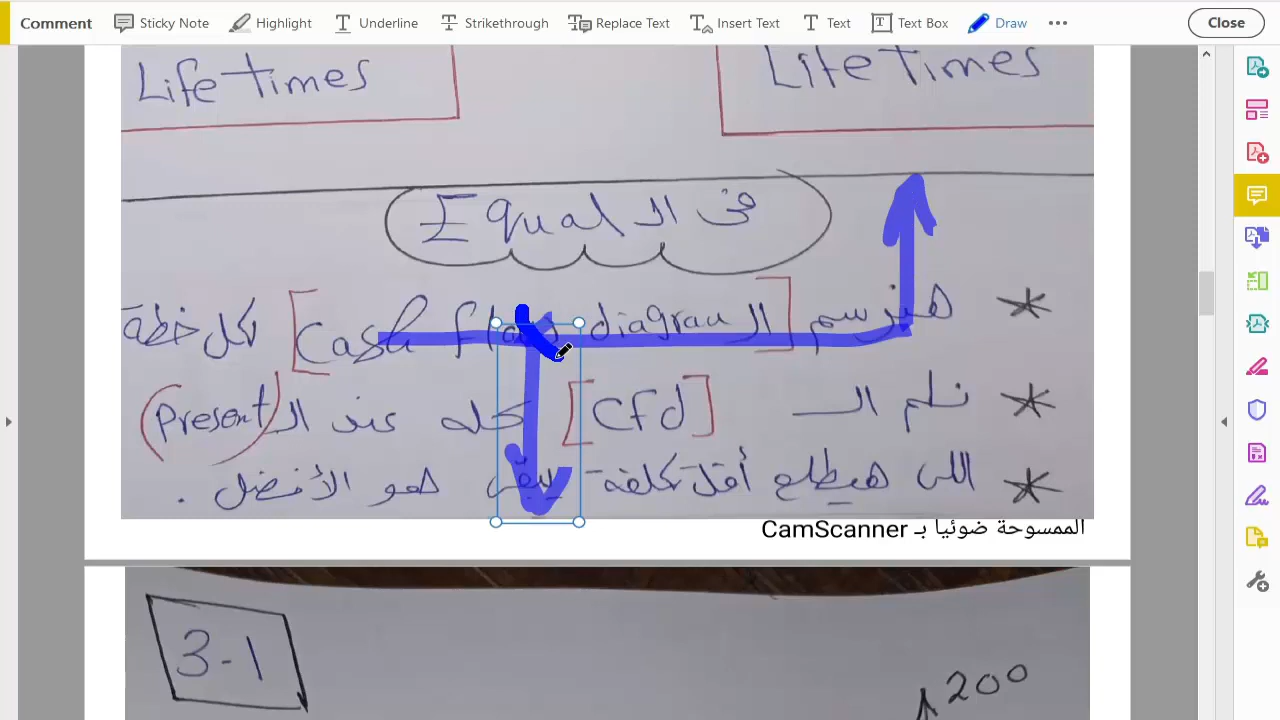 Comment Sticky Note Highlight Underline Strikethrough Replace Text Insert Text Text Text Box Draw Close
Life times Life Times
فى الـ Equal
* هنرسم [الـ Cash flow diagram] لكل خطة
* نلم الـ [Cfd] كله عند الـ (Present)
* اللى هيطلع أقل تكلفة يبقى هو الأفضل .
الممسوحة ضوئيا بـ CamScanner
3-1
200